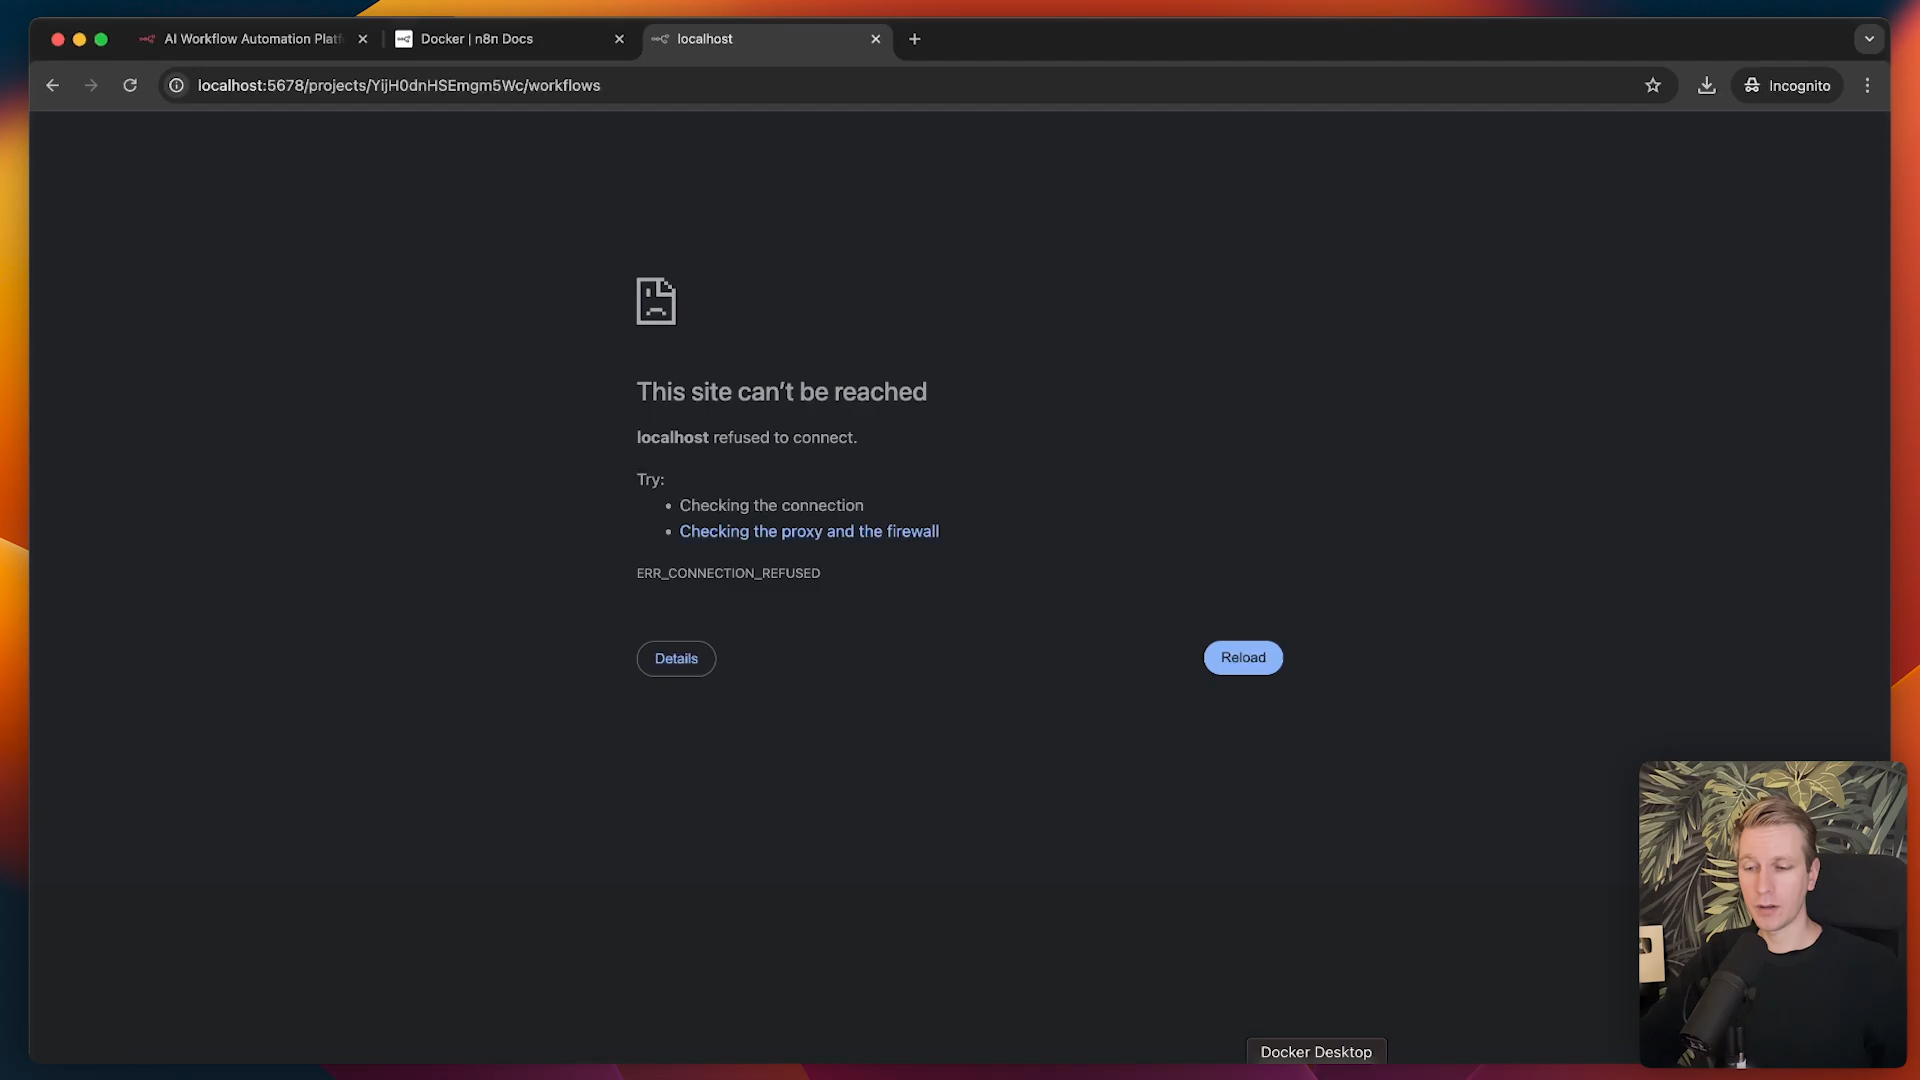 AI Workflow Automation Platf
Docker | n8n Docs
localhost
localhost:5678/projects/YijH0dnHSEmgm5Wc/workflows
Incognito
This site can’t be reached
localhost refused to connect.
Try:
Checking the connection
Checking the proxy and the firewall
ERR_CONNECTION_REFUSED
Details
Reload
Docker Desktop